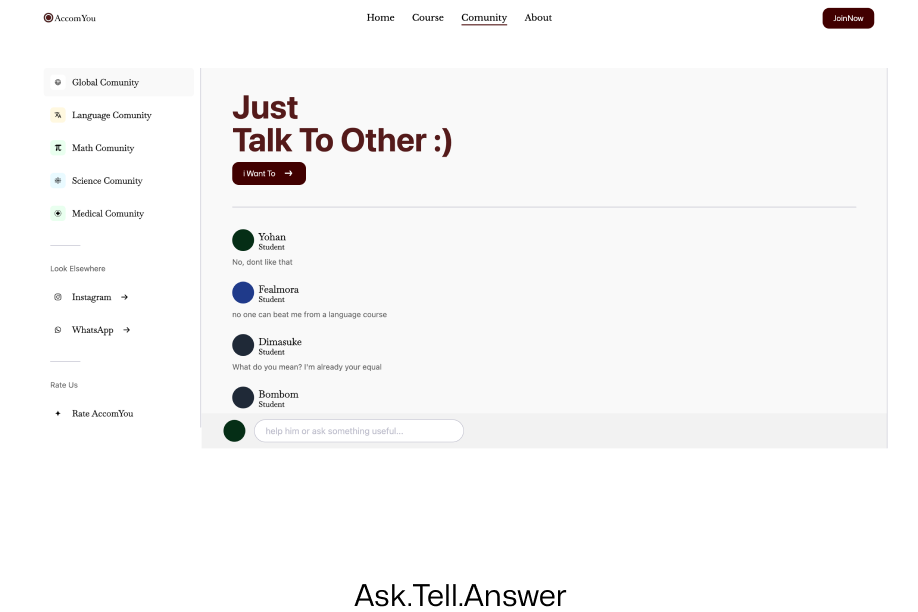 AccomYou
Home
Course
Comunity
About
JoinNow
Global Comunity
Language Comunity
Math Comunity
Science Comunity
Medical Comunity
Look Elsewhere
Instagram
WhatsApp
Rate Us
Rate AccomYou
Just
Talk To Other :)
i Want To
Yohan
Student
No, dont like that
Fealmora
Student
no one can beat me from a language course
Dimasuke
Student
What do you mean? I'm already your equal
Bombom
Student
help him or ask something useful...
Ask.Tell.Answer